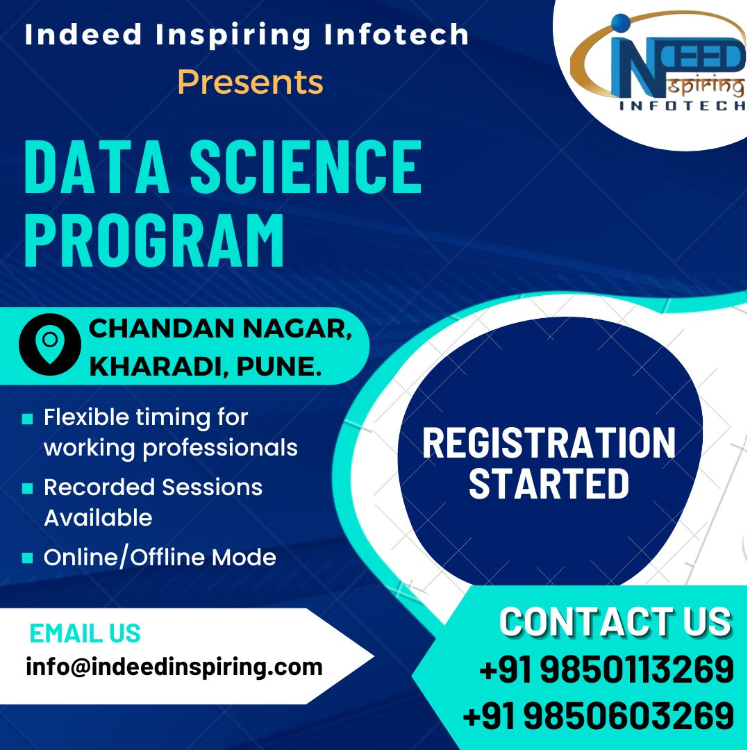 Indeed Inspiring Infotech
Presents
iNDEED
nspiring
INFOTECH
DATA SCIENCE
PROGRAM
CHANDAN NAGAR,
KHARADI, PUNE.
Flexible timing for
working professionals
Recorded Sessions
Available
Online/Offline Mode
REGISTRATION
STARTED
EMAIL US
info@indeedinspiring.com
CONTACT US
+91 9850113269
+91 9850603269